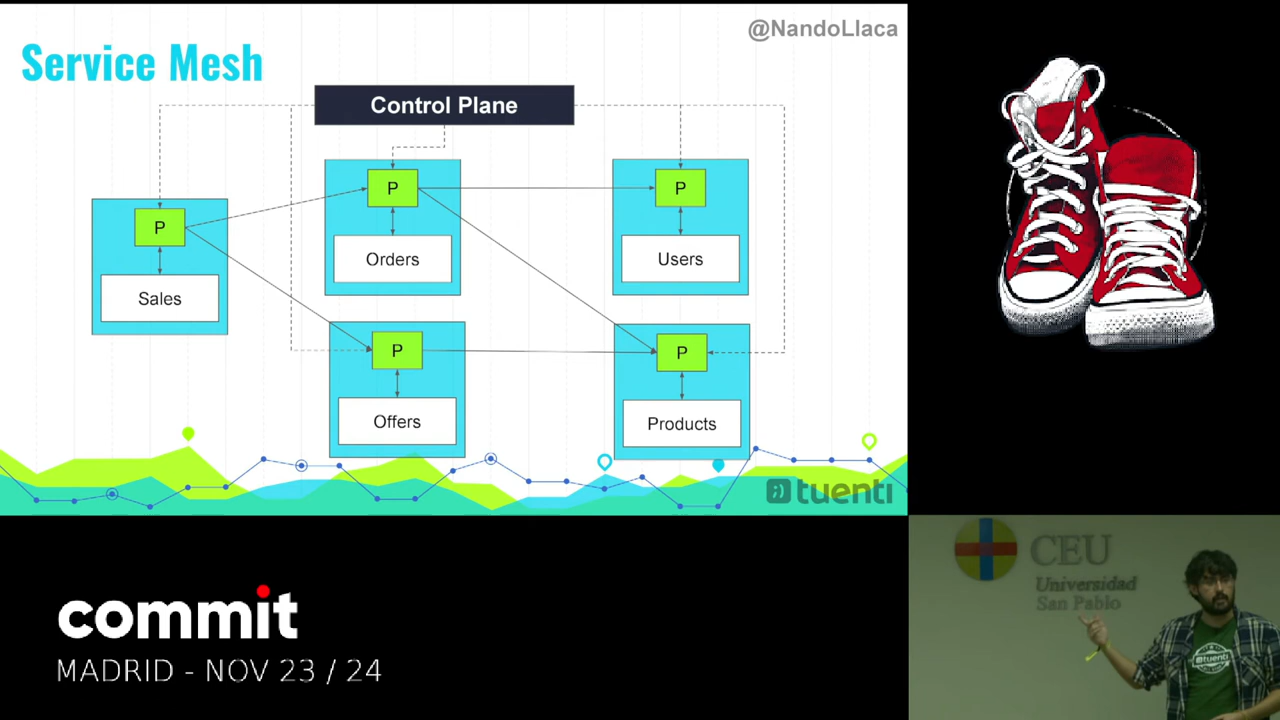 @NandoLlaca
Service Mesh
Control Plane
P
P
P
Orders
Users
Sales
P
P
Offers
Products
tuenti
commit
MADRID - NOV 23 / 24
CEU
Universidad
San Pablo
tuenti